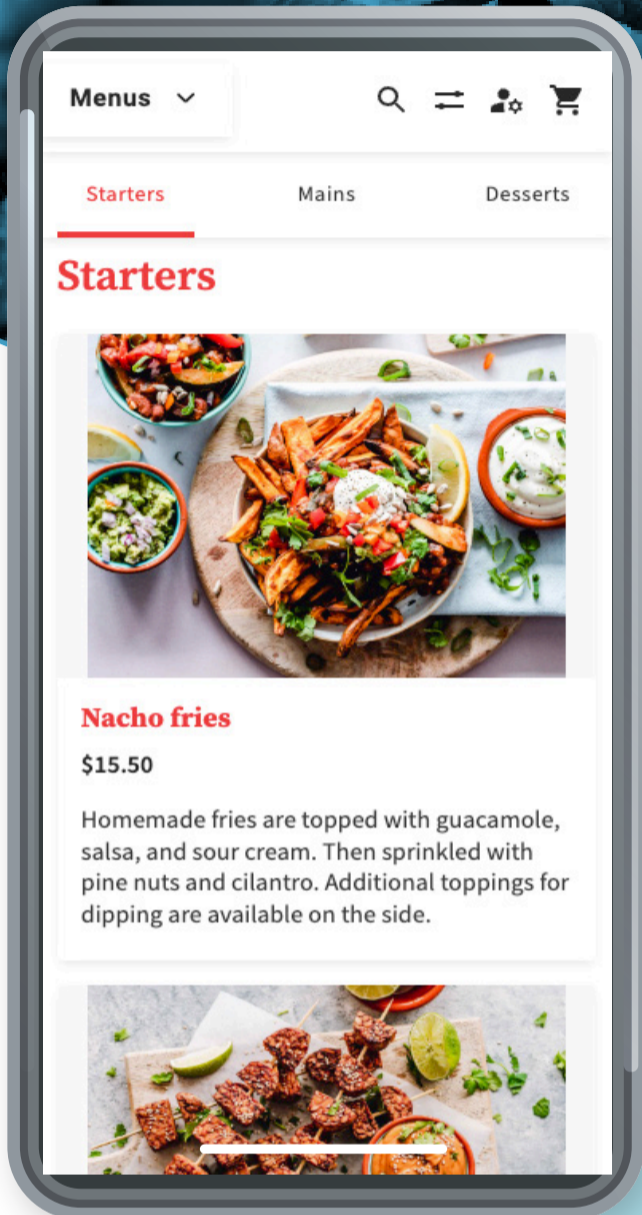 Menus
Starters Mains Desserts
Starters
Nacho fries
$15.50
Homemade fries are topped with guacamole,
salsa, and sour cream. Then sprinkled with
pine nuts and cilantro. Additional toppings for
dipping are available on the side.